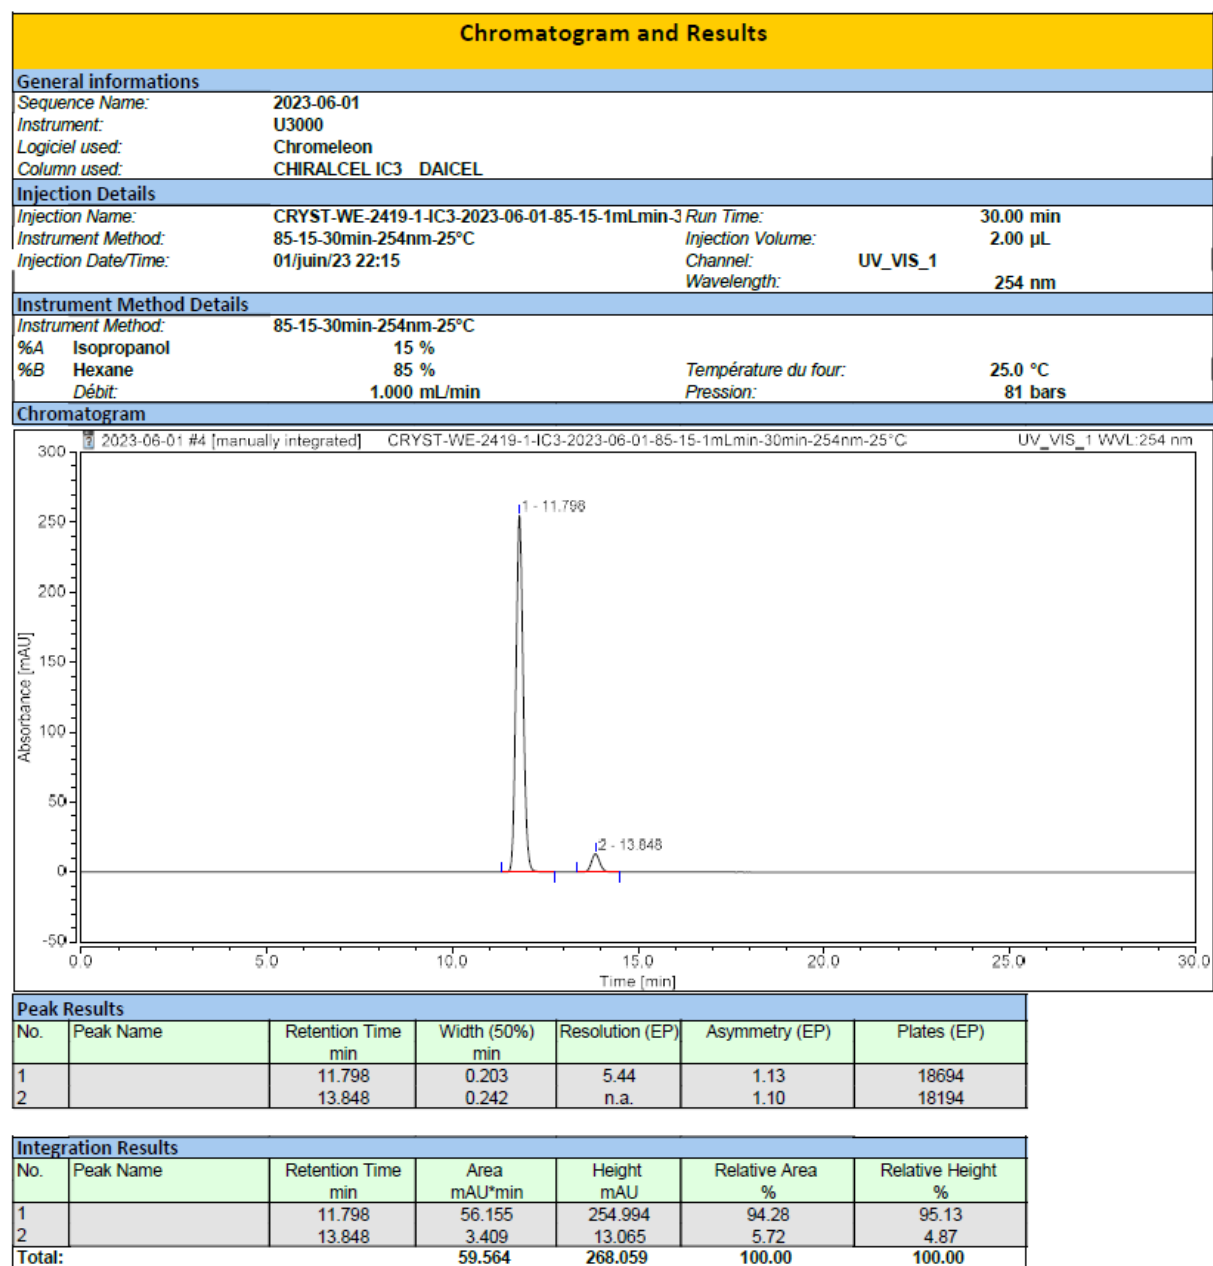 Chromatogram and Results
General informations
Sequence Name: 2023-06-01
Instrument: U3000
Logiciel used: Chromeleon
Column used: CHIRALCEL IC3 DAICEL
Injection Details
Injection Name: CRYST-WE-2419-1-IC3-2023-06-01-85-15-1mLmin-3 Run Time: 30.00 min
Instrument Method: 85-15-30min-254nm-25°C Injection Volume: 2.00 µL
Injection Date/Time: 01/juin/23 22:15 Channel: UV_VIS_1
Wavelength: 254 nm
Instrument Method Details
Instrument Method: 85-15-30min-254nm-25°C
%A Isopropanol 15 %
%B Hexane 85 % Température du four: 25.0 °C
Débit: 1.000 mL/min Pression: 81 bars
Chromatogram
2023-06-01 #4 [manually integrated] CRYST-WE-2419-1-IC3-2023-06-01-85-15-1mLmin-30min-254nm-25°C UV_VIS_1 WVL:254 nm
300
1 - 11.798
250
200
150
Absorbance [mAU]
100
50
2 - 13.848
0
-50
0.0 5.0 10.0 15.0 20.0 25.0 30.0
Time [min]
Peak Results
No. Peak Name Retention Time Width (50%) Resolution (EP) Asymmetry (EP) Plates (EP)
min min
1 11.798 0.203 5.44 1.13 18694
2 13.848 0.242 n.a. 1.10 18194
Integration Results
No. Peak Name Retention Time Area Height Relative Area Relative Height
min mAU*min mAU % %
1 11.798 56.155 254.994 94.28 95.13
2 13.848 3.409 13.065 5.72 4.87
Total: 59.564 268.059 100.00 100.00